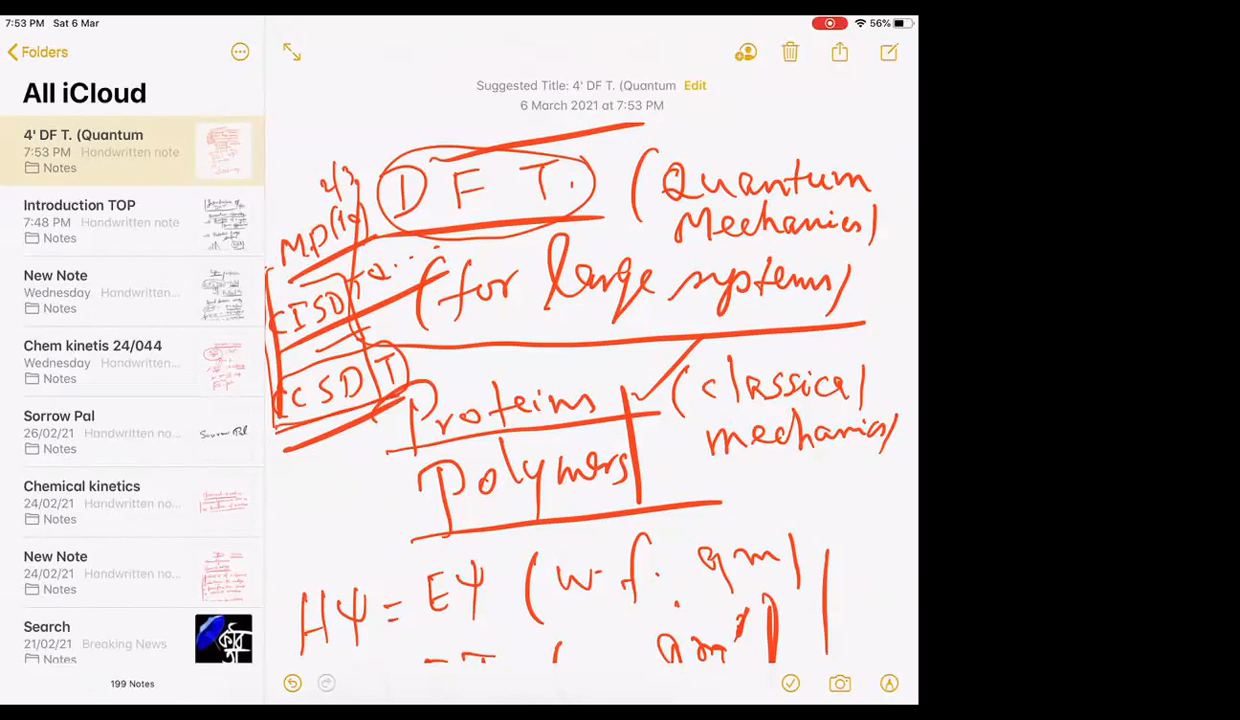 7:53 PM Sat 6 Mar
56%
Folders
All iCloud
4' DF T. (Quantum
7:53 PM Handwritten note
Notes
Introduction TOP
7:48 PM Handwritten...
Notes
New Note
Wednesday Handwritten...
Notes
Chem kinetis 24/044
Wednesday Handwritten...
Notes
Sorrow Pal
26/02/21 Handwritten...
Notes
Chemical kinetics
24/02/21 Handwritten no...
Notes
New Note
24/02/21 Handwritten no...
Notes
Search
21/02/21 Breaking News
Notes
199 Notes
Suggested Title: 4' DF T. (Quantum Edit
6 March 2021 at 7:53 PM
D F T. (Quantum
Mechanics)
(for large systems)
CISD
CCSD T
Proteins (classical
mechanics)
Polymers
HΨ = EΨ (w.f. qm)